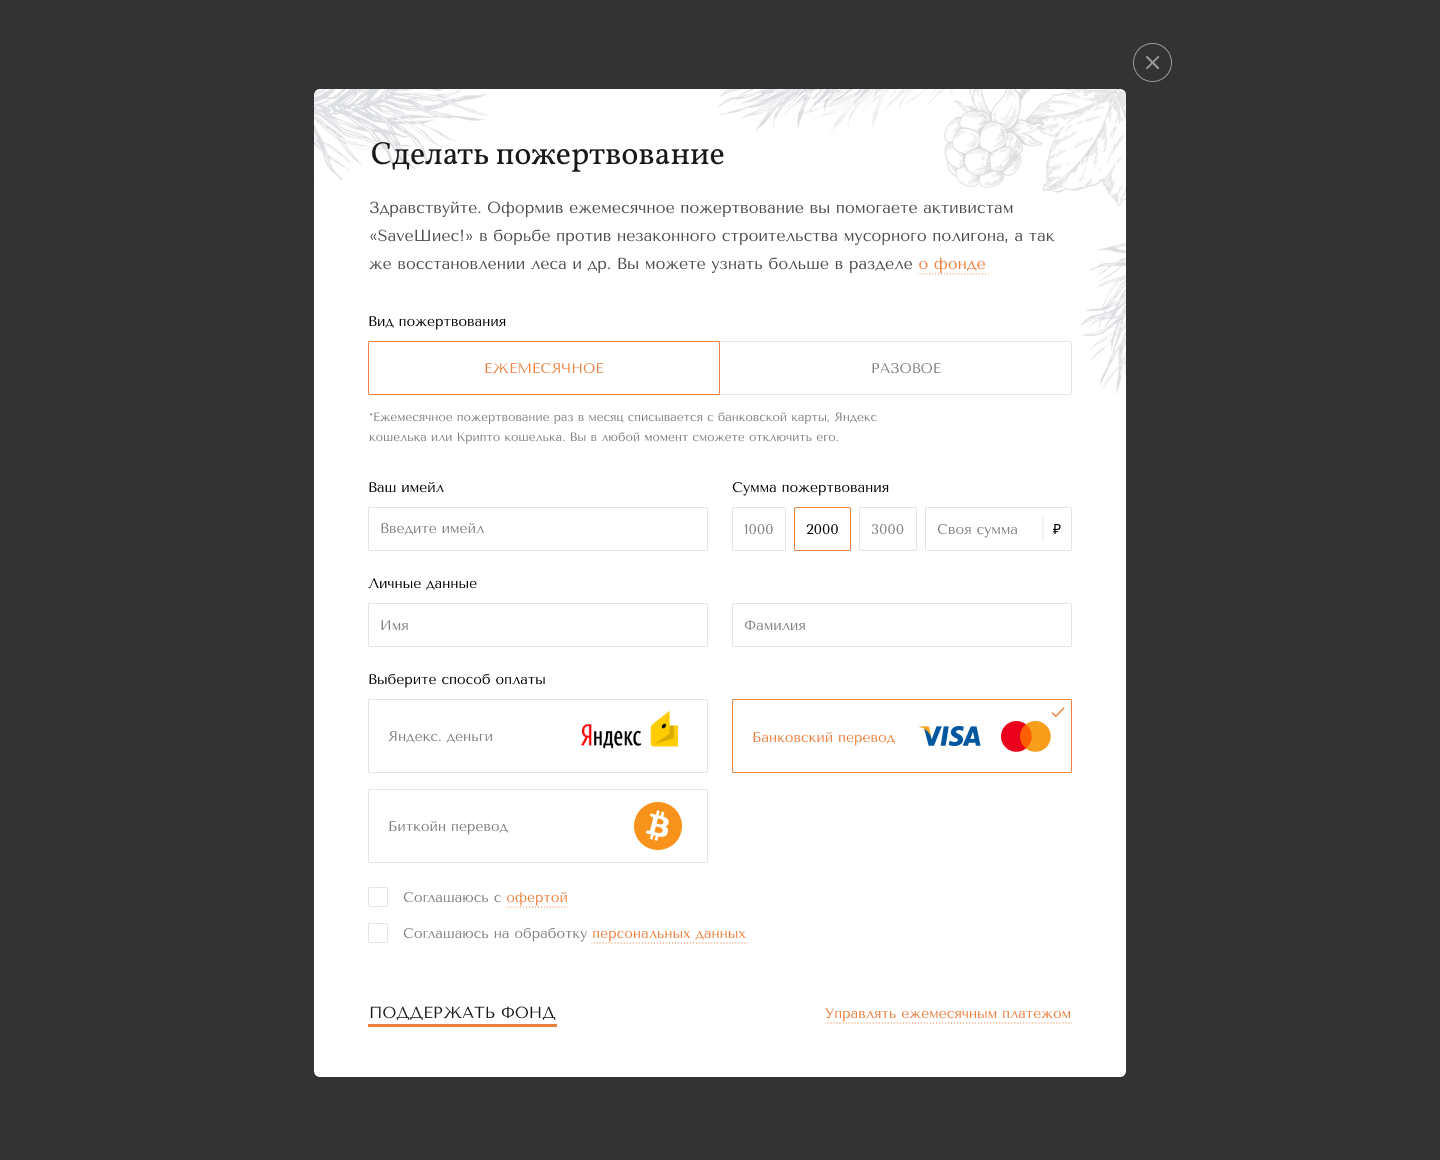 Сделать пожертвование
Здравствуйте. Оформив ежемесячное пожертвование вы помогаете активистам
«SaveШиес!» в борьбе против незаконного строительства мусорного полигона, а так
же восстановлении леса и др. Вы можете узнать больше в разделе о фонде
Вид пожертвования
ЕЖЕМЕСЯЧНОЕ РАЗОВОЕ
*Ежемесячное пожертвование раз в месяц списывается с банковской карты, Яндекс
кошелька или Крипто кошелька. Вы в любой момент сможете отключить его.
Ваш имейл Сумма пожертвования
Введите имейл 1000 2000 3000 Своя сумма ₽
Личные данные
Имя Фамилия
Выберите способ оплаты
Яндекс. деньги Яндекс Банковский перевод VISA
Биткойн перевод
Соглашаюсь с офертой
Соглашаюсь на обработку персональных данных
ПОДДЕРЖАТЬ ФОНД Управлять ежемесячным платежом